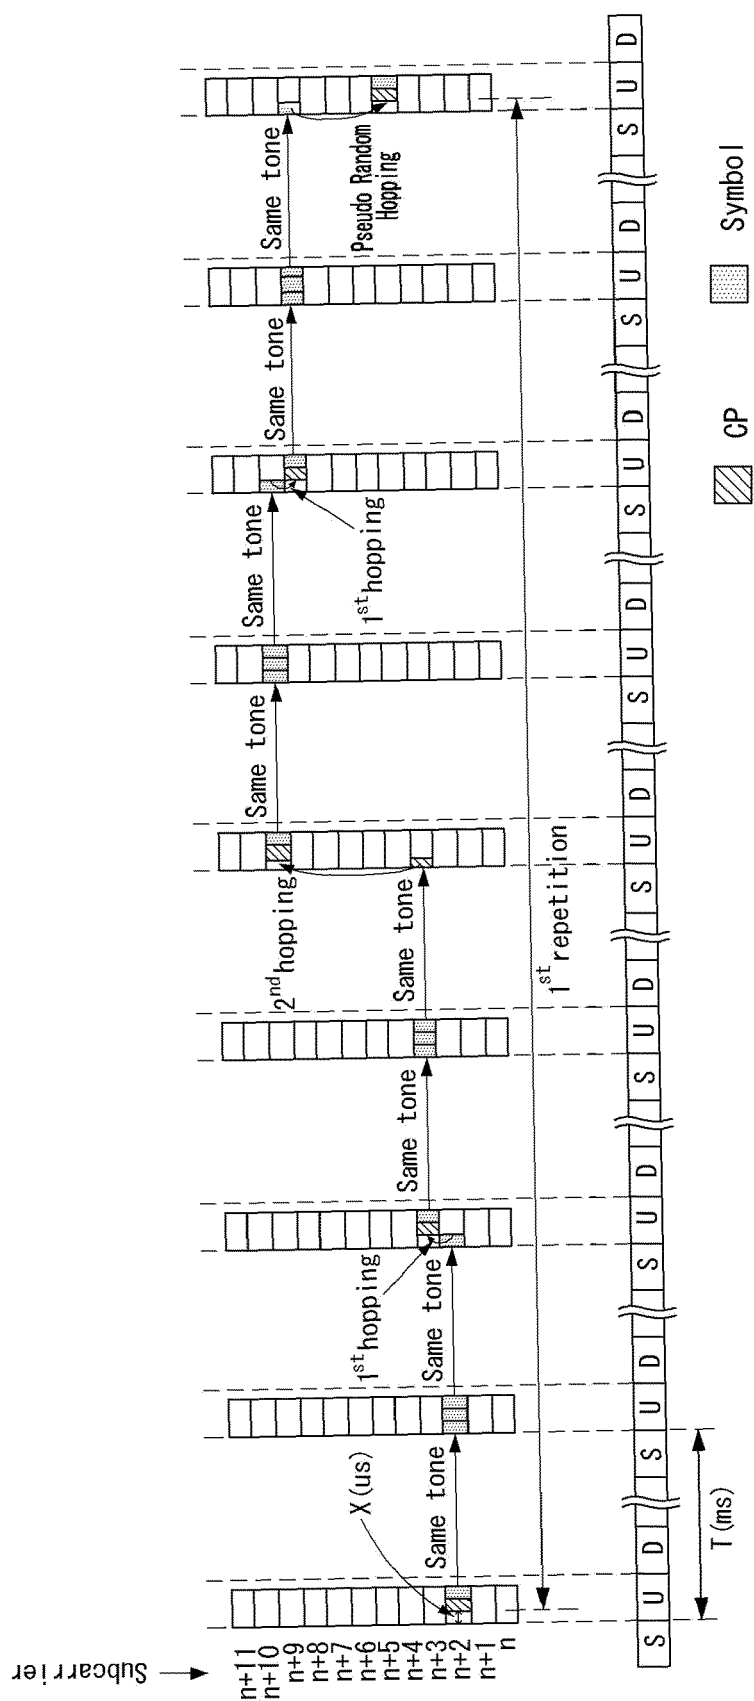 Subcarrier
n+11
n+10
n+9
n+8
n+7
n+6
n+5
n+4
n+3
n+2
n+1
n
X(us)
Same tone
Same tone
1st hopping
Same tone
Same tone
2nd hopping
Same tone
Same tone
1st hopping
Same tone
Same tone
Pseudo Random
Hopping
1st repetition
S U D S U D S U D S U D S U D S U D S U D S U D S U D
T(ms)
CP
Symbol